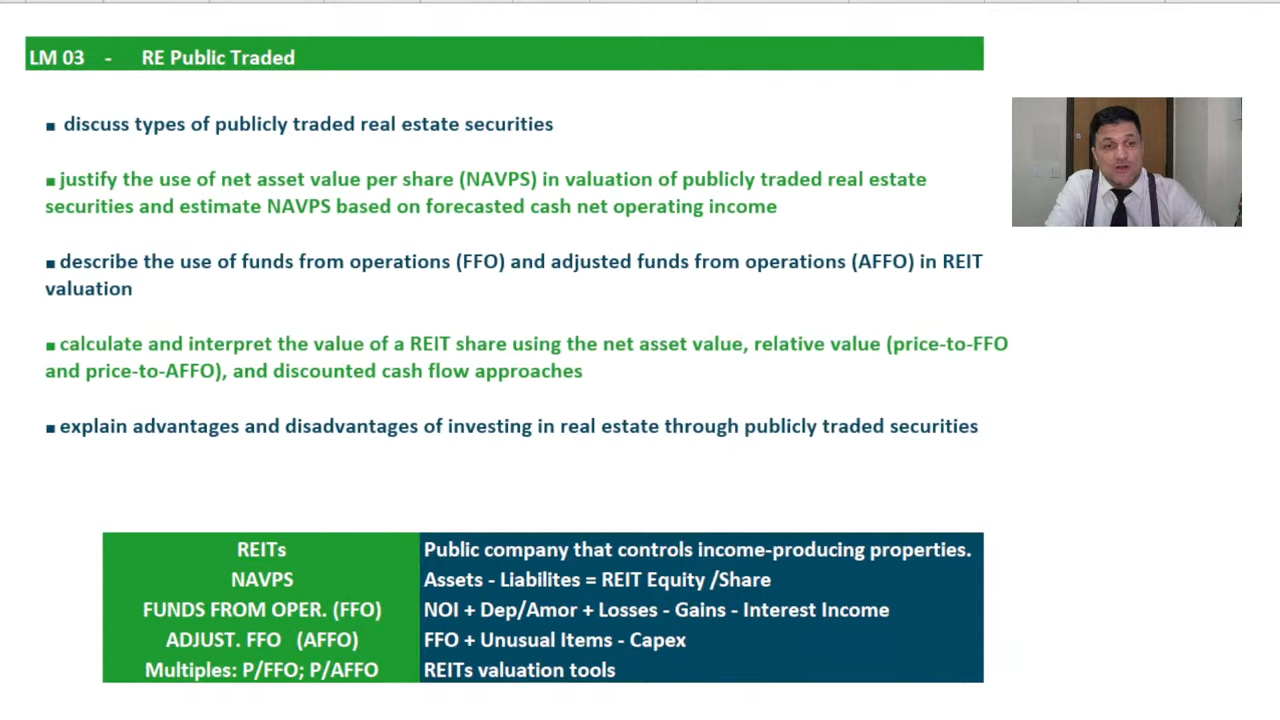 LM 03 - RE Public Traded
▪ discuss types of publicly traded real estate securities
▪ justify the use of net asset value per share (NAVPS) in valuation of publicly traded real estate
securities and estimate NAVPS based on forecasted cash net operating income
▪ describe the use of funds from operations (FFO) and adjusted funds from operations (AFFO) in REIT
valuation
▪ calculate and interpret the value of a REIT share using the net asset value, relative value (price-to-FFO
and price-to-AFFO), and discounted cash flow approaches
▪ explain advantages and disadvantages of investing in real estate through publicly traded securities
REITs Public company that controls income-producing properties.
NAVPS Assets - Liabilites = REIT Equity /Share
FUNDS FROM OPER. (FFO) NOI + Dep/Amor + Losses - Gains - Interest Income
ADJUST. FFO (AFFO) FFO + Unusual Items - Capex
Multiples: P/FFO; P/AFFO REITs valuation tools